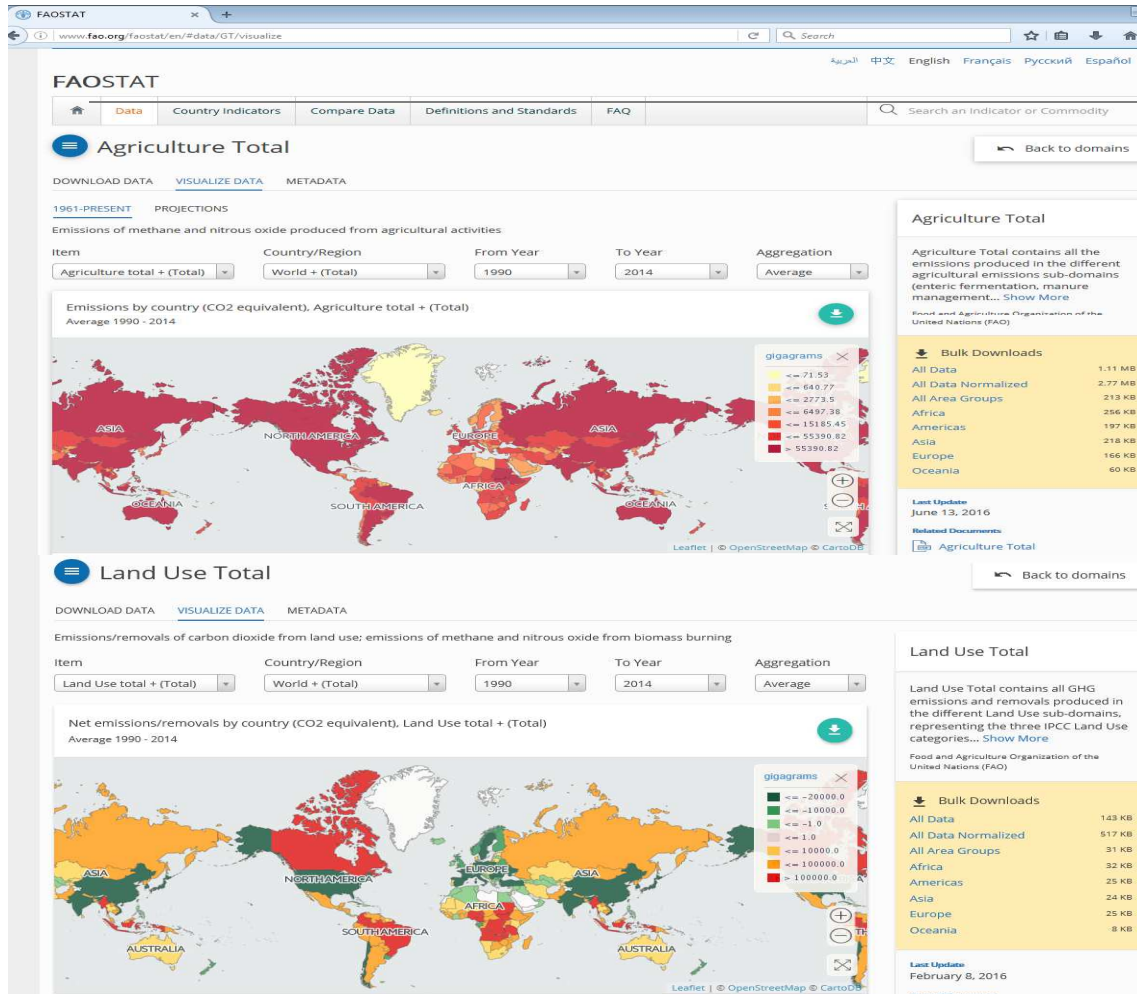 FAOSTAT
www.fao.org/faostat/en/#data/GT/visualize
Search
العربية 中文 English Français Русский Español
FAOSTAT
Data Country Indicators Compare Data Definitions and Standards FAQ
Search an Indicator or Commodity
Agriculture Total
Back to domains
DOWNLOAD DATA VISUALIZE DATA METADATA
1961-PRESENT PROJECTIONS
Emissions of methane and nitrous oxide produced from agricultural activities
Item Country/Region From Year To Year Aggregation
Agriculture total + (Total) World + (Total) 1990 2014 Average
Emissions by country (CO2 equivalent), Agriculture total + (Total)
Average 1990 - 2014
gigagrams
<= 71.53
<= 640.77
<= 2773.5
<= 6497.38
<= 15185.45
<= 55390.82
> 55390.82
ASIA
NORTH AMERICA
EUROPE
ASIA
AFRICA
OCEANIA
SOUTH AMERICA
OCEANIA
Leaflet | © OpenStreetMap © CartoDB
Agriculture Total
Agriculture Total contains all the
emissions produced in the different
agricultural emissions sub-domains
(enteric fermentation, manure
management... Show More
Food and Agriculture Organization of the
United Nations (FAO)
Bulk Downloads
All Data 1.11 MB
All Data Normalized 2.77 MB
All Area Groups 213 KB
Africa 256 KB
Americas 197 KB
Asia 218 KB
Europe 166 KB
Oceania 60 KB
Last Update
June 13, 2016
Related Documents
Agriculture Total
Land Use Total
Back to domains
DOWNLOAD DATA VISUALIZE DATA METADATA
Emissions/removals of carbon dioxide from land use; emissions of methane and nitrous oxide from biomass burning
Item Country/Region From Year To Year Aggregation
Land Use total + (Total) World + (Total) 1990 2014 Average
Net emissions/removals by country (CO2 equivalent), Land Use total + (Total)
Average 1990 - 2014
gigagrams
<= -20000.0
<= -10000.0
<= -1.0
<= 1.0
<= 10000.0
<= 100000.0
> 100000.0
ASIA
NORTH AMERICA
EUROPE
ASIA
AFRICA
SOUTH AMERICA
AUSTRALIA
AUSTRALIA
Leaflet | © OpenStreetMap © CartoDB
Land Use Total
Land Use Total contains all GHG
emissions and removals produced in
the different Land Use sub-domains,
representing the three IPCC Land Use
categories... Show More
Food and Agriculture Organization of the
United Nations (FAO)
Bulk Downloads
All Data 143 KB
All Data Normalized 517 KB
All Area Groups 31 KB
Africa 32 KB
Americas 25 KB
Asia 24 KB
Europe 25 KB
Oceania 8 KB
Last Update
February 8, 2016